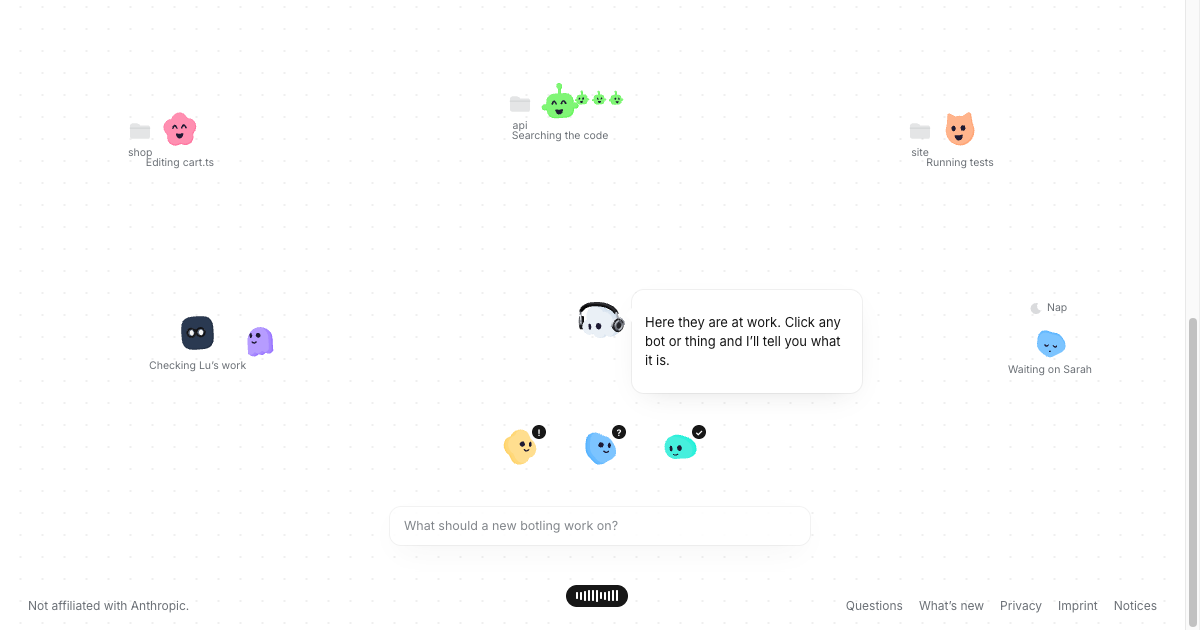 api
Searching the code
shop
Editing cart.ts
site
Running tests
Nap
Here they are at work. Click any
bot or thing and I’ll tell you what
it is.
Checking Lu’s work
Waiting on Sarah
!
?
What should a new botling work on?
Not affiliated with Anthropic.
Questions
What’s new
Privacy
Imprint
Notices